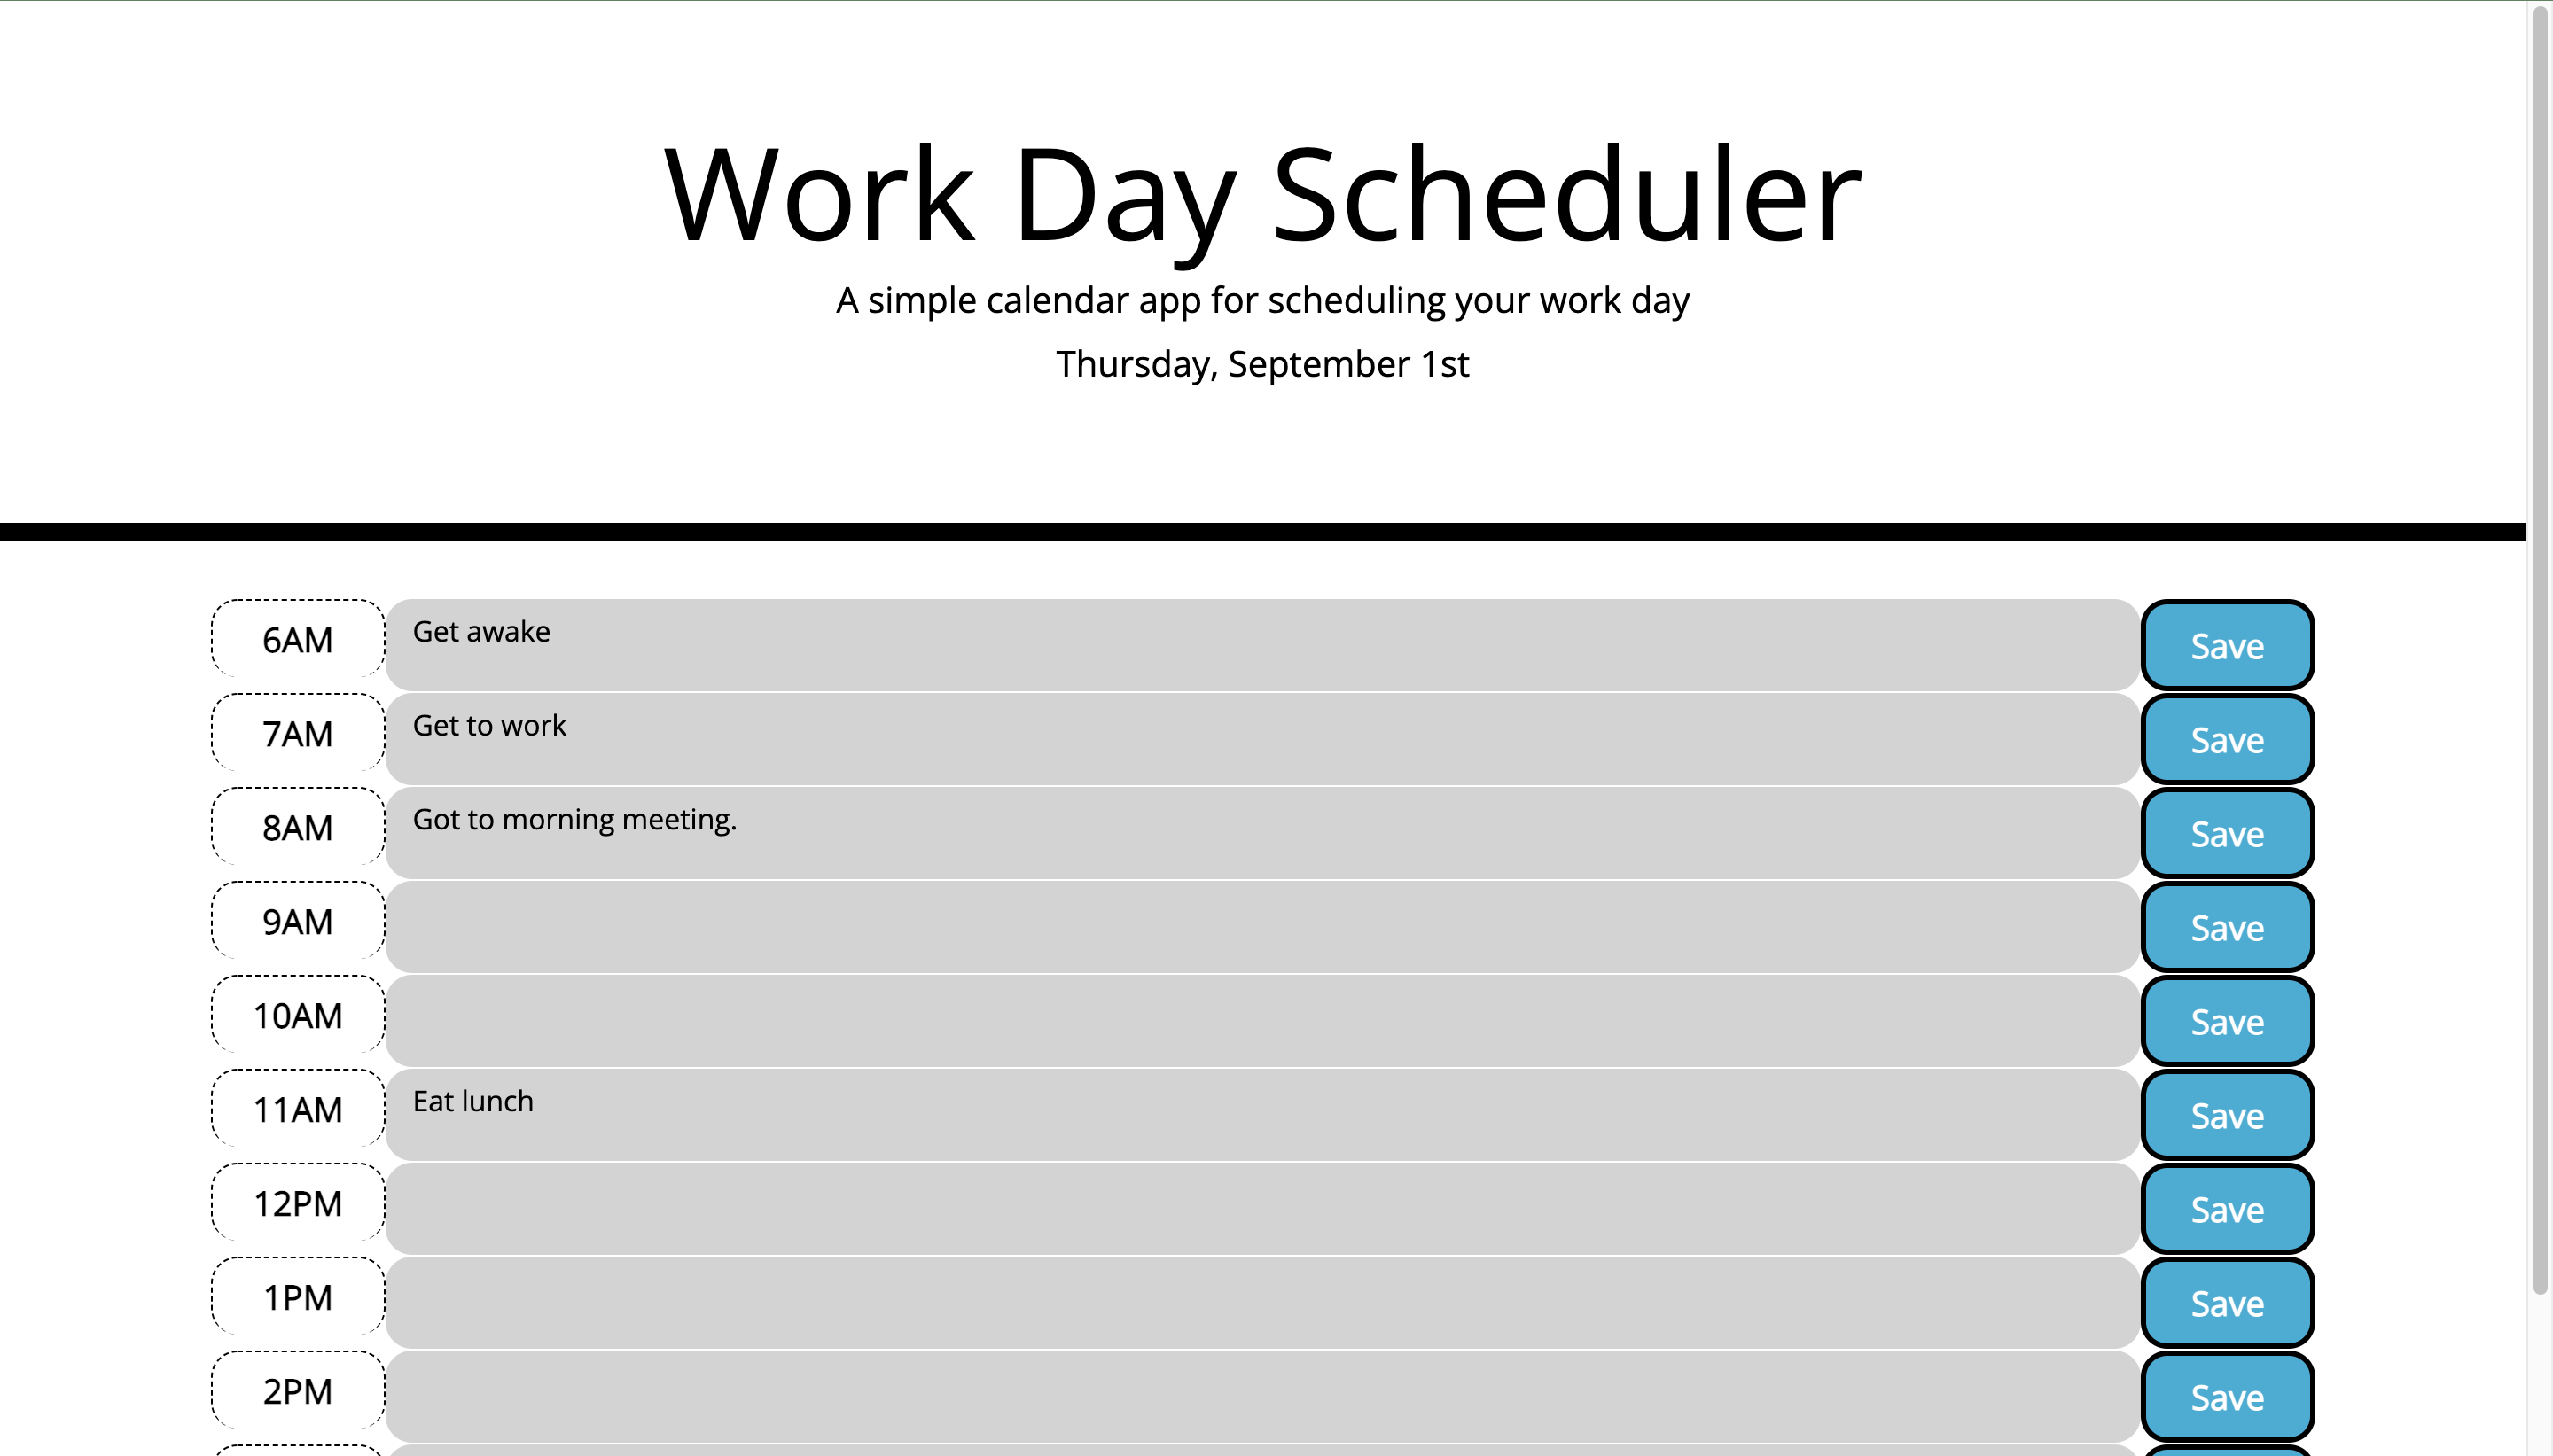 Work Day Scheduler
A simple calendar app for scheduling your work day
Thursday, September 1st
6AM Get awake Save
7AM Get to work Save
8AM Got to morning meeting. Save
9AM Save
10AM Save
11AM Eat lunch Save
12PM Save
1PM Save
2PM Save